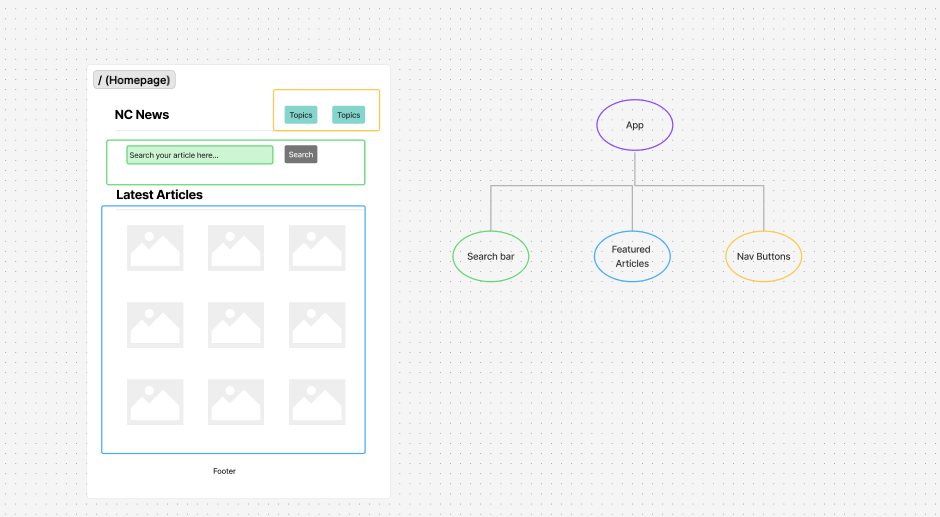 / (Homepage)
NC News
Topics
Topics
Search your article here...
Search
Latest Articles
Footer
App
Search bar
Featured
Articles
Nav Buttons